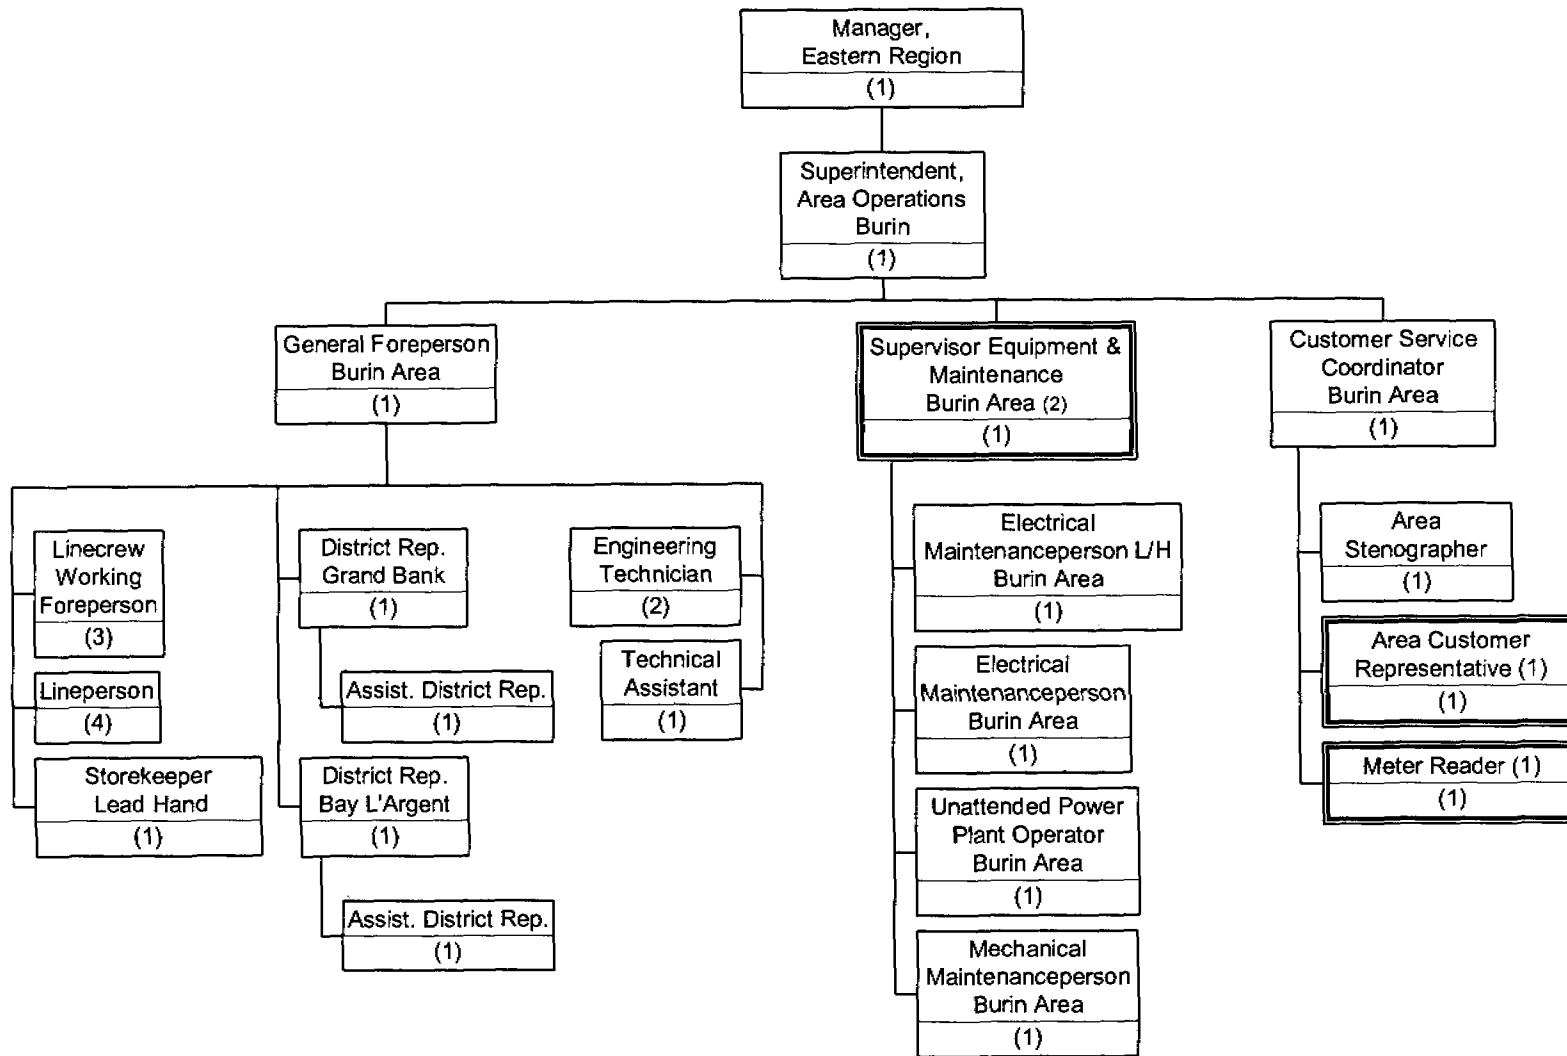 Manager,
Eastern Region
(1)
Superintendent,
Area Operations
Burin
(1)
General Foreperson
Burin Area
(1)
Supervisor Equipment &
Maintenance
Burin Area (2)
(1)
Customer Service
Coordinator
Burin Area
(1)
Linecrew
Working
Foreperson
(3)
Lineperson
(4)
Storekeeper
Lead Hand
(1)
District Rep.
Grand Bank
(1)
Assist. District Rep.
(1)
District Rep.
Bay L'Argent
(1)
Assist. District Rep.
(1)
Engineering
Technician
(2)
Technical
Assistant
(1)
Electrical
Maintenanceperson L/H
Burin Area
(1)
Electrical
Maintenanceperson
Burin Area
(1)
Unattended Power
Plant Operator
Burin Area
(1)
Mechanical
Maintenanceperson
Burin Area
(1)
Area
Stenographer
(1)
Area Customer
Representative (1)
(1)
Meter Reader (1)
(1)